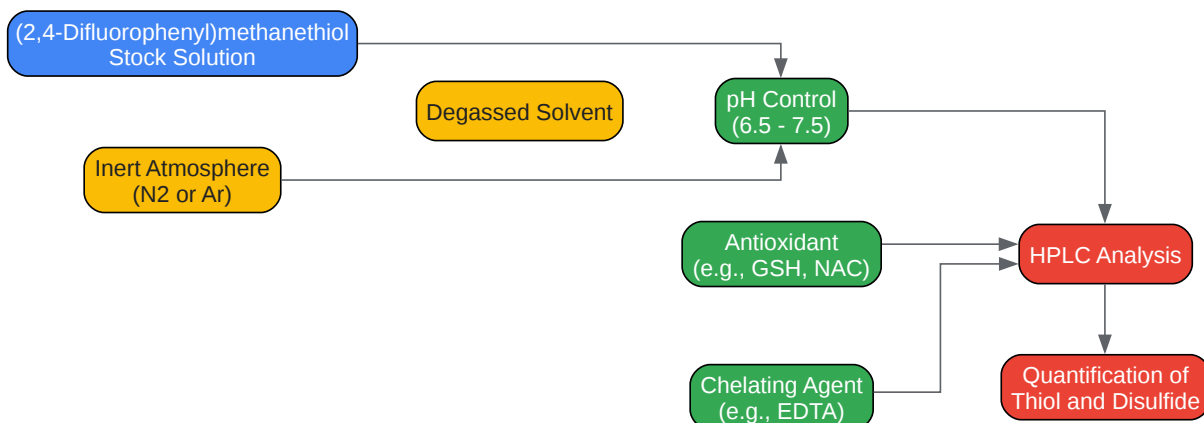 (2,4-Difluorophenyl)methanethiol
Stock Solution
Degassed Solvent
pH Control
(6.5 - 7.5)
Inert Atmosphere
(N2 or Ar)
Antioxidant
(e.g., GSH, NAC)
HPLC Analysis
Chelating Agent
(e.g., EDTA)
Quantification of
Thiol and Disulfide